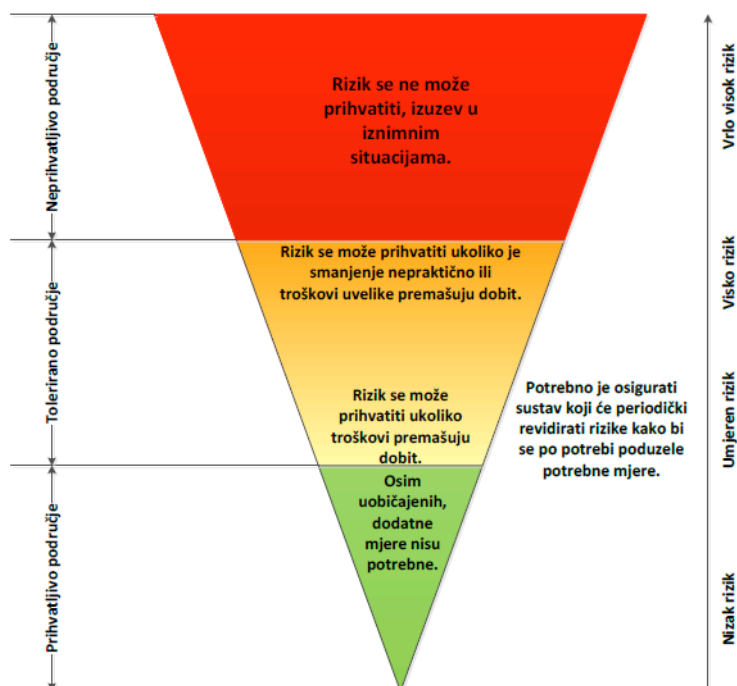 Neprihvatljivo područje
Tolerirano područje
Prihvatljivo područje
Rizik se ne može
prihvatiti, izuzev u
iznimnim
situacijama.
Rizik se može prihvatiti ukoliko je
smanjenje nepraktično ili
troškovi uvelike premašuju dobit.
Rizik se može
prihvatiti ukoliko
troškovi premašuju
dobit.
Osim
uobičajenih,
dodatne
mjere nisu
potrebne.
Potrebno je osigurati
sustav koji će periodički
revidirati rizike kako bi
se po potrebi poduzele
potrebne mjere.
Vrlo visok rizik
Visko rizik
Umjeren rizik
Nizak rizik